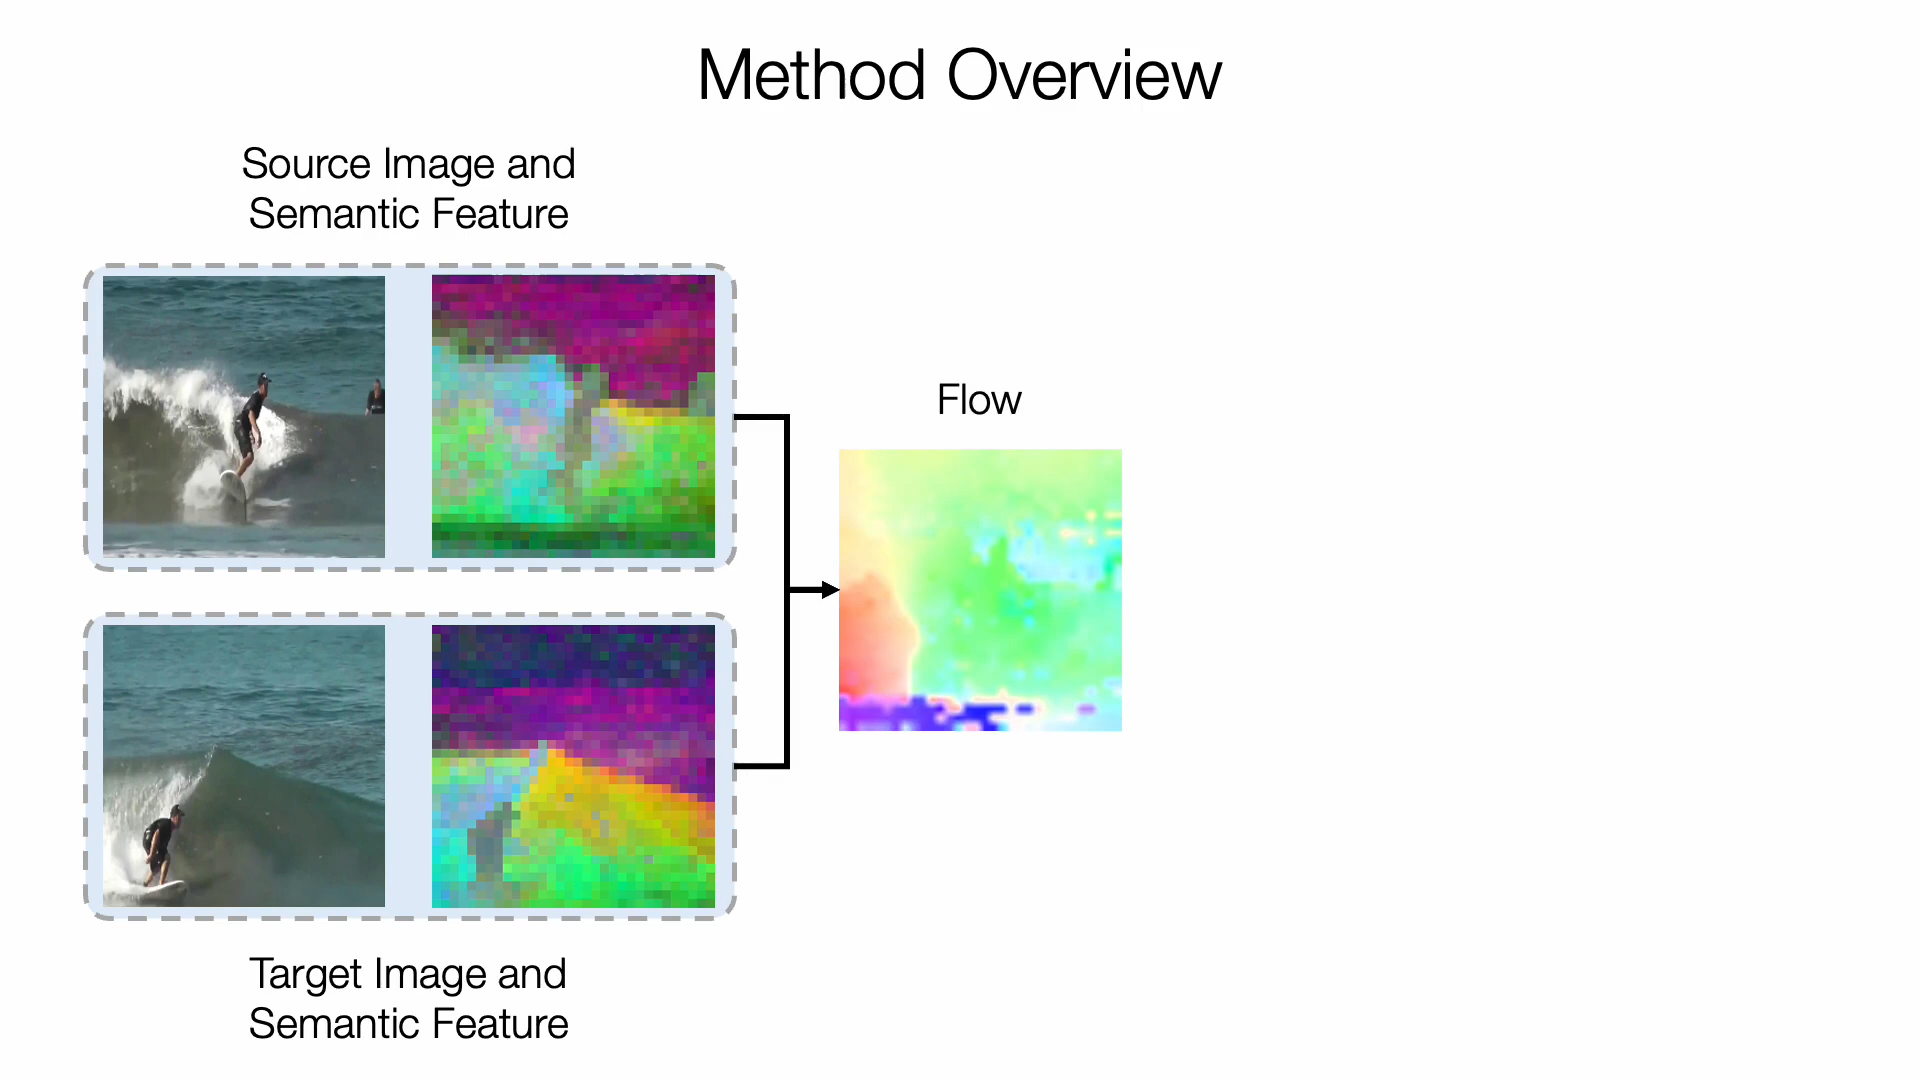 Method Overview
Source Image and
Semantic Feature
Flow
Target Image and
Semantic Feature